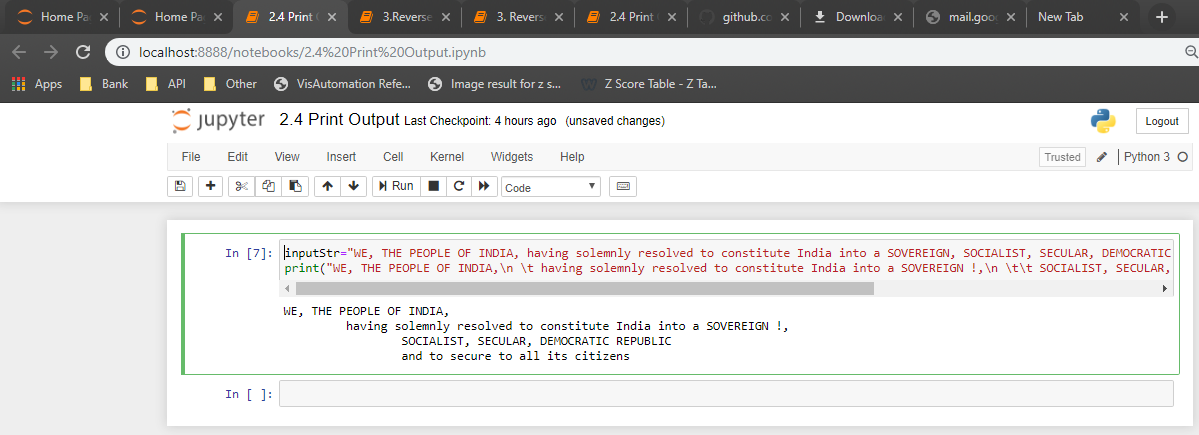 Home Pa
Home Pa
2.4 Print
3.Reverse
3. Revers
2.4 Print
github.co
Downloa
mail.goo
New Tab
localhost:8888/notebooks/2.4%20Print%20Output.ipynb
Apps Bank API Other VisAutomation Refe... Image result for z s... Z Score Table - Z Ta...
jupyter 2.4 Print Output Last Checkpoint: 4 hours ago (unsaved changes) Logout
File Edit View Insert Cell Kernel Widgets Help Trusted Python 3
Run Code
In [7]: inputStr="WE, THE PEOPLE OF INDIA, having solemnly resolved to constitute India into a SOVEREIGN, SOCIALIST, SECULAR, DEMOCRATIC
print("WE, THE PEOPLE OF INDIA,\n \t having solemnly resolved to constitute India into a SOVEREIGN !,\n \t\t SOCIALIST, SECULAR,
WE, THE PEOPLE OF INDIA,
having solemnly resolved to constitute India into a SOVEREIGN !,
SOCIALIST, SECULAR, DEMOCRATIC REPUBLIC
and to secure to all its citizens
In [ ]: